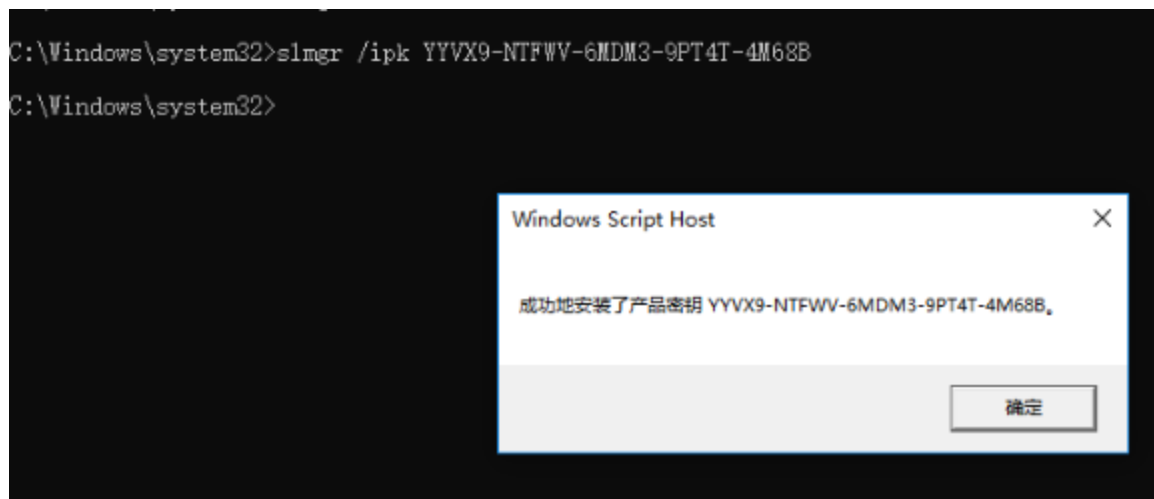 C:\Windows\system32>slmgr /ipk YYVX9-NTFWV-6MDM3-9PT4T-4M68B
C:\Windows\system32>
Windows Script Host
成功地安装了产品密钥 YYVX9-NTFWV-6MDM3-9PT4T-4M68B。
确定